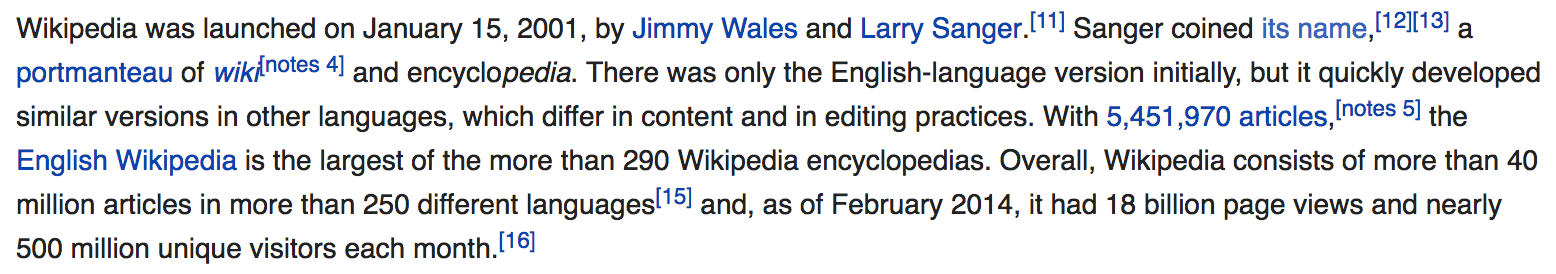 Wikipedia was launched on January 15, 2001, by Jimmy Wales and Larry Sanger.[11] Sanger coined its name,[12][13] a
portmanteau of wiki[notes 4] and encyclopedia. There was only the English-language version initially, but it quickly developed
similar versions in other languages, which differ in content and in editing practices. With 5,451,970 articles,[notes 5] the
English Wikipedia is the largest of the more than 290 Wikipedia encyclopedias. Overall, Wikipedia consists of more than 40
million articles in more than 250 different languages[15] and, as of February 2014, it had 18 billion page views and nearly
500 million unique visitors each month.[16]